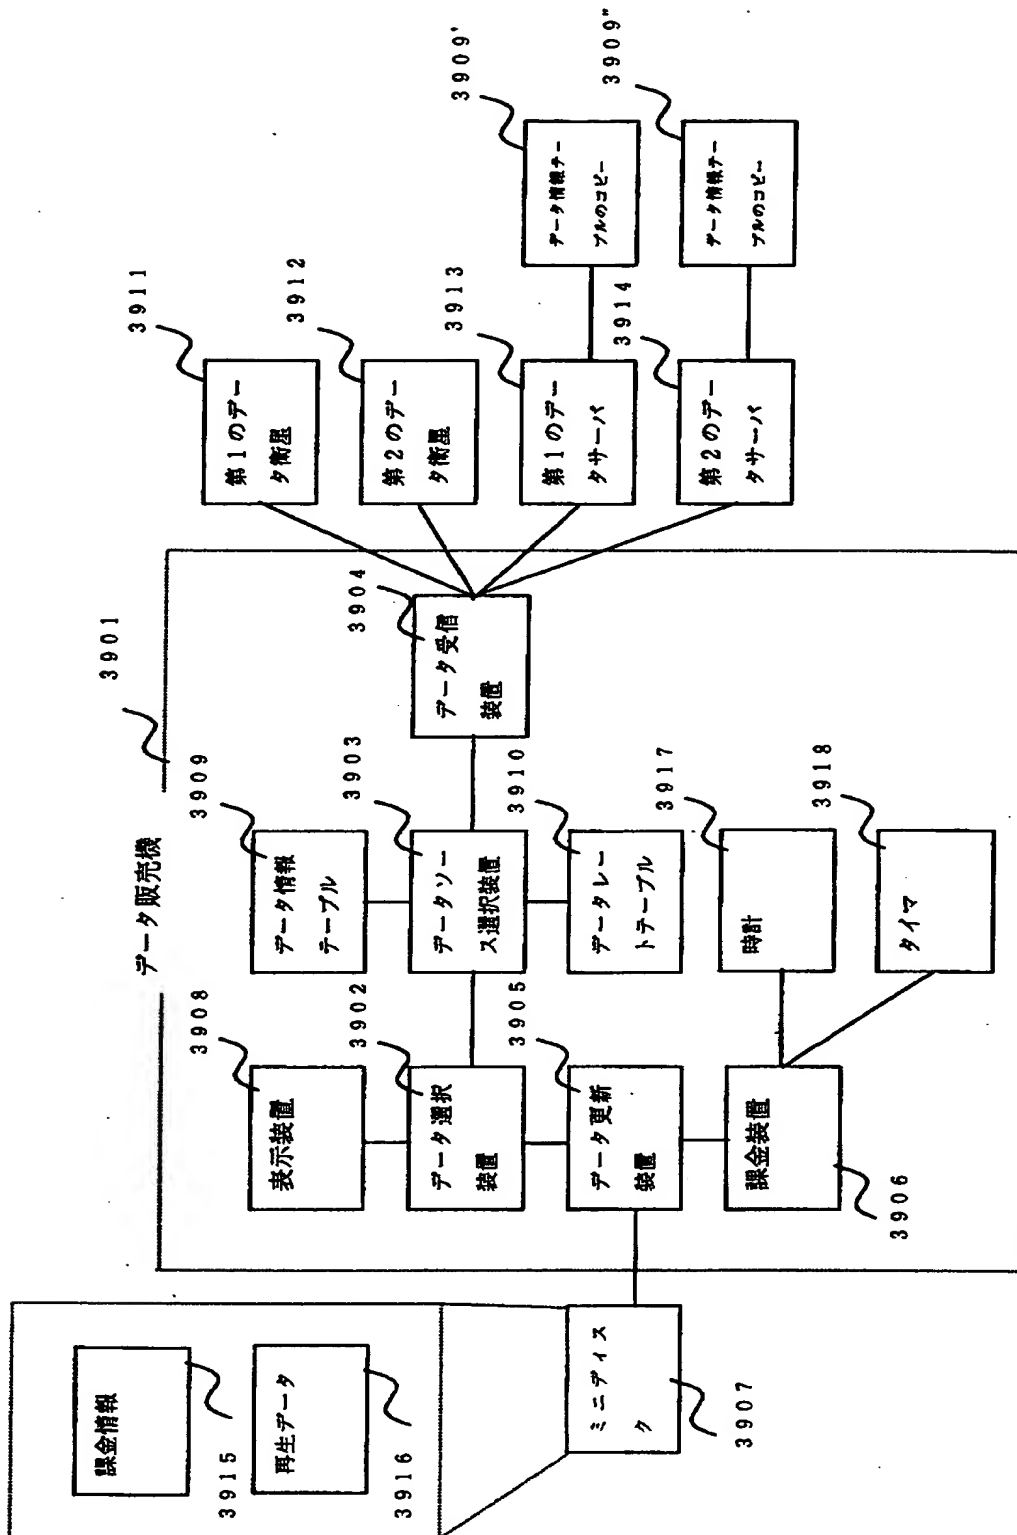 データ販売機
3901
課金情報
3915
再生データ
3916
ミニディス
ク
3907
表示装置
3908
データ選択
装置
3902
データ更新
装置
3905
課金装置
3906
データ情報
テーブル
3909
データソー
ス選択装置
3903
データレー
トテーブル
3910
時計
3917
タイマ
3918
データ受信
装置
3904
第1のデー
タ衛星
3911
第2のデー
タ衛星
3912
第1のデー
タサーバ
3913
第2のデー
タサーバ
3914
データ情報テー
ブルのコピー
3909'
データ情報テー
ブルのコピー
3909"